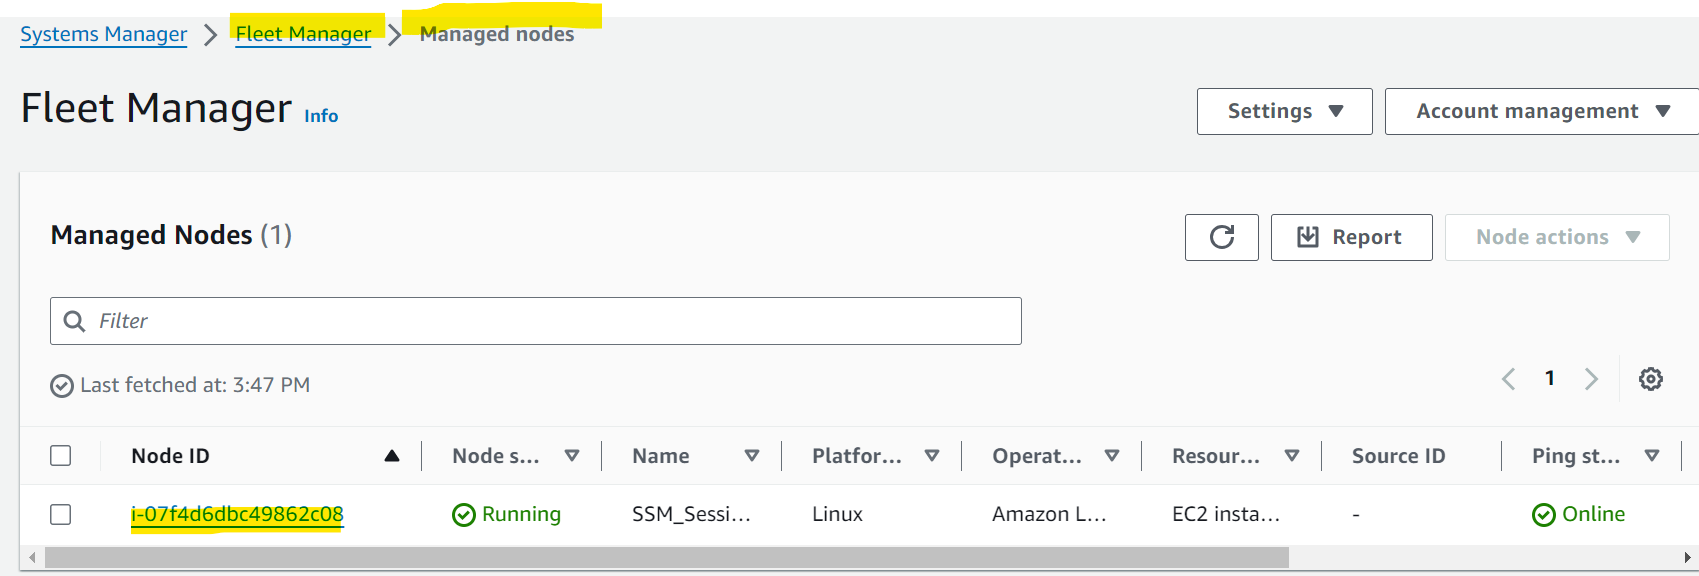 Systems Manager > Fleet Manager > Managed nodes
Fleet Manager Info
Settings Account management
Managed Nodes (1)
Report Node actions
Filter
Last fetched at: 3:47 PM
1
Node ID Node s... Name Platfor... Operat... Resour... Source ID Ping st...
i-07f4d6dbc49862c08 Running SSM_Sessi... Linux Amazon L... EC2 insta... - Online